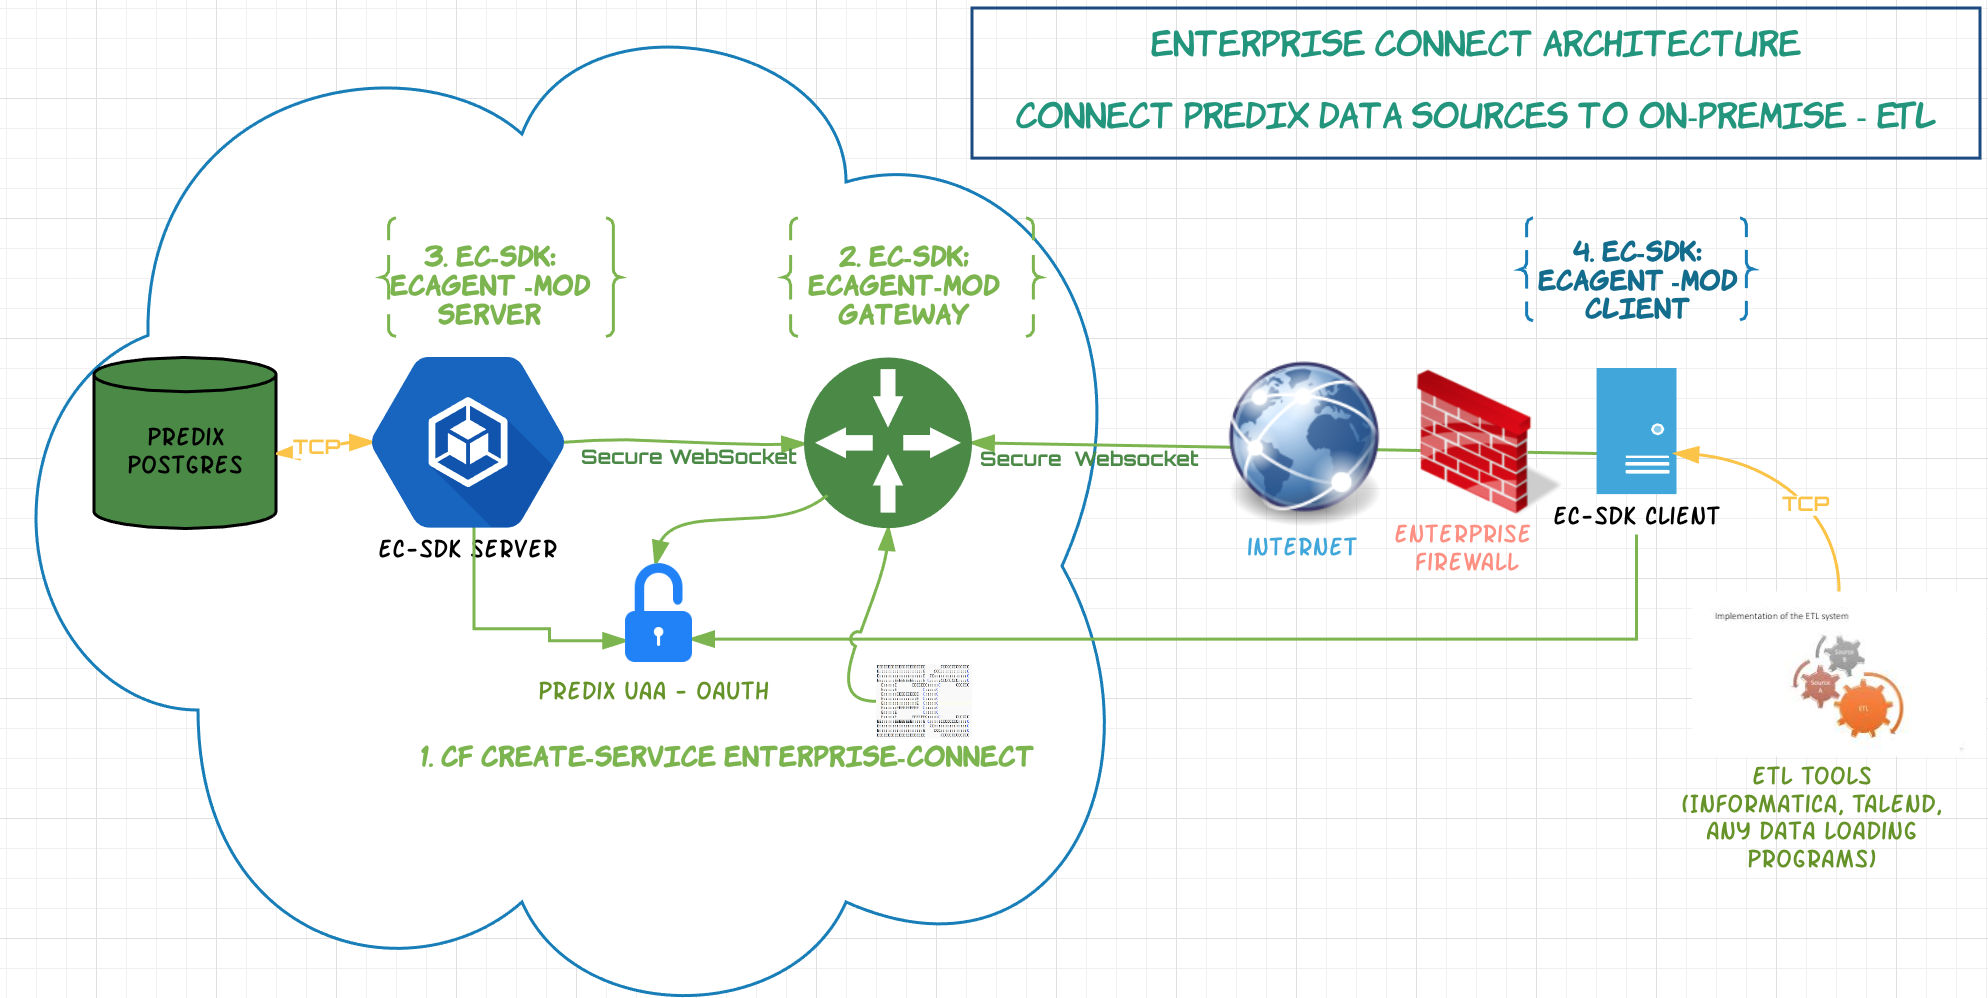 ENTERPRISE CONNECT ARCHITECTURE
CONNECT PREDIX DATA SOURCES TO ON-PREMISE - ETL
3. EC-SDK:
ECAGENT -MOD
SERVER
2. EC-SDK:
ECAGENT-MOD
GATEWAY
4. EC-SDK:
ECAGENT -MOD
CLIENT
PREDIX
POSTGRES
TCP
Secure WebSocket
Secure Websocket
EC-SDK SERVER
INTERNET
ENTERPRISE
FIREWALL
EC-SDK CLIENT
TCP
PREDIX UAA - OAUTH
EC
1. CF CREATE-SERVICE ENTERPRISE-CONNECT
Implementation of the ETL system
Source
B
Source
A
ETL
ETL TOOLS
(INFORMATICA, TALEND,
ANY DATA LOADING
PROGRAMS)